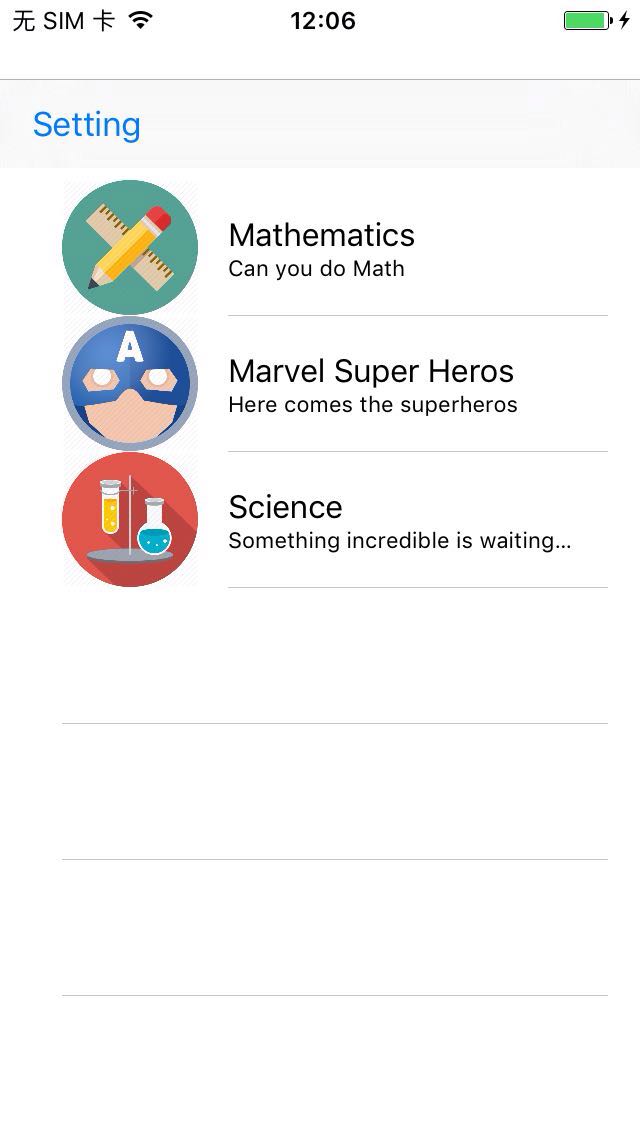 无 SIM 卡 12:06
Setting
Mathematics
Can you do Math
A
Marvel Super Heros
Here comes the superheros
Science
Something incredible is waiting...